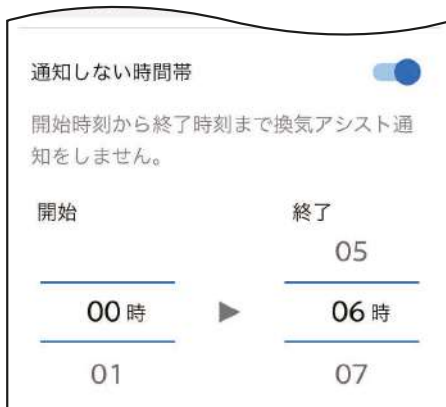 通知しない時間帯
開始時刻から終了時刻まで換気アシスト通
知をしません。
開始 終了
05
00 時 ▶ 06 時
01 07